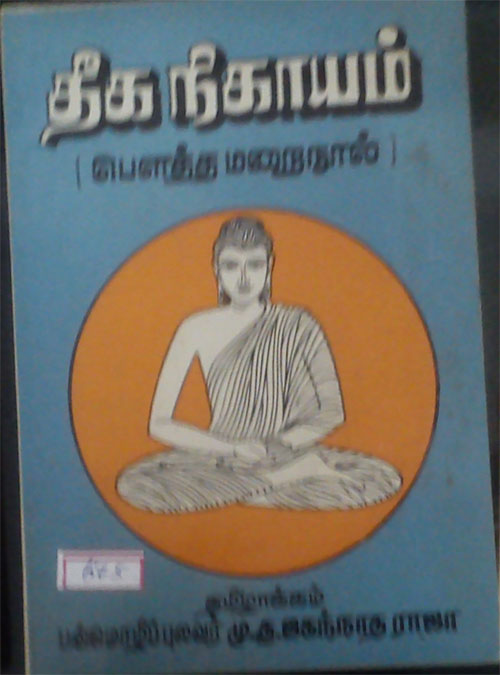 தீக நிகாயம்
( பௌத்த மறைநூல் )
தமிழாக்கம்
பன்மொழிப்புலவர் மு.கு.ஜகந்நாத ராஜா